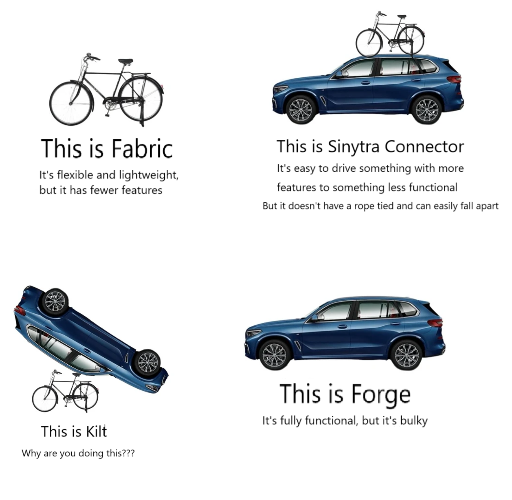 This is Fabric
It's flexible and lightweight,
but it has fewer features
This is Sinytra Connector
It's easy to drive something with more
features to something less functional
But it doesn't have a rope tied and can easily fall apart
This is Kilt
Why are you doing this???
This is Forge
It's fully functional, but it's bulky